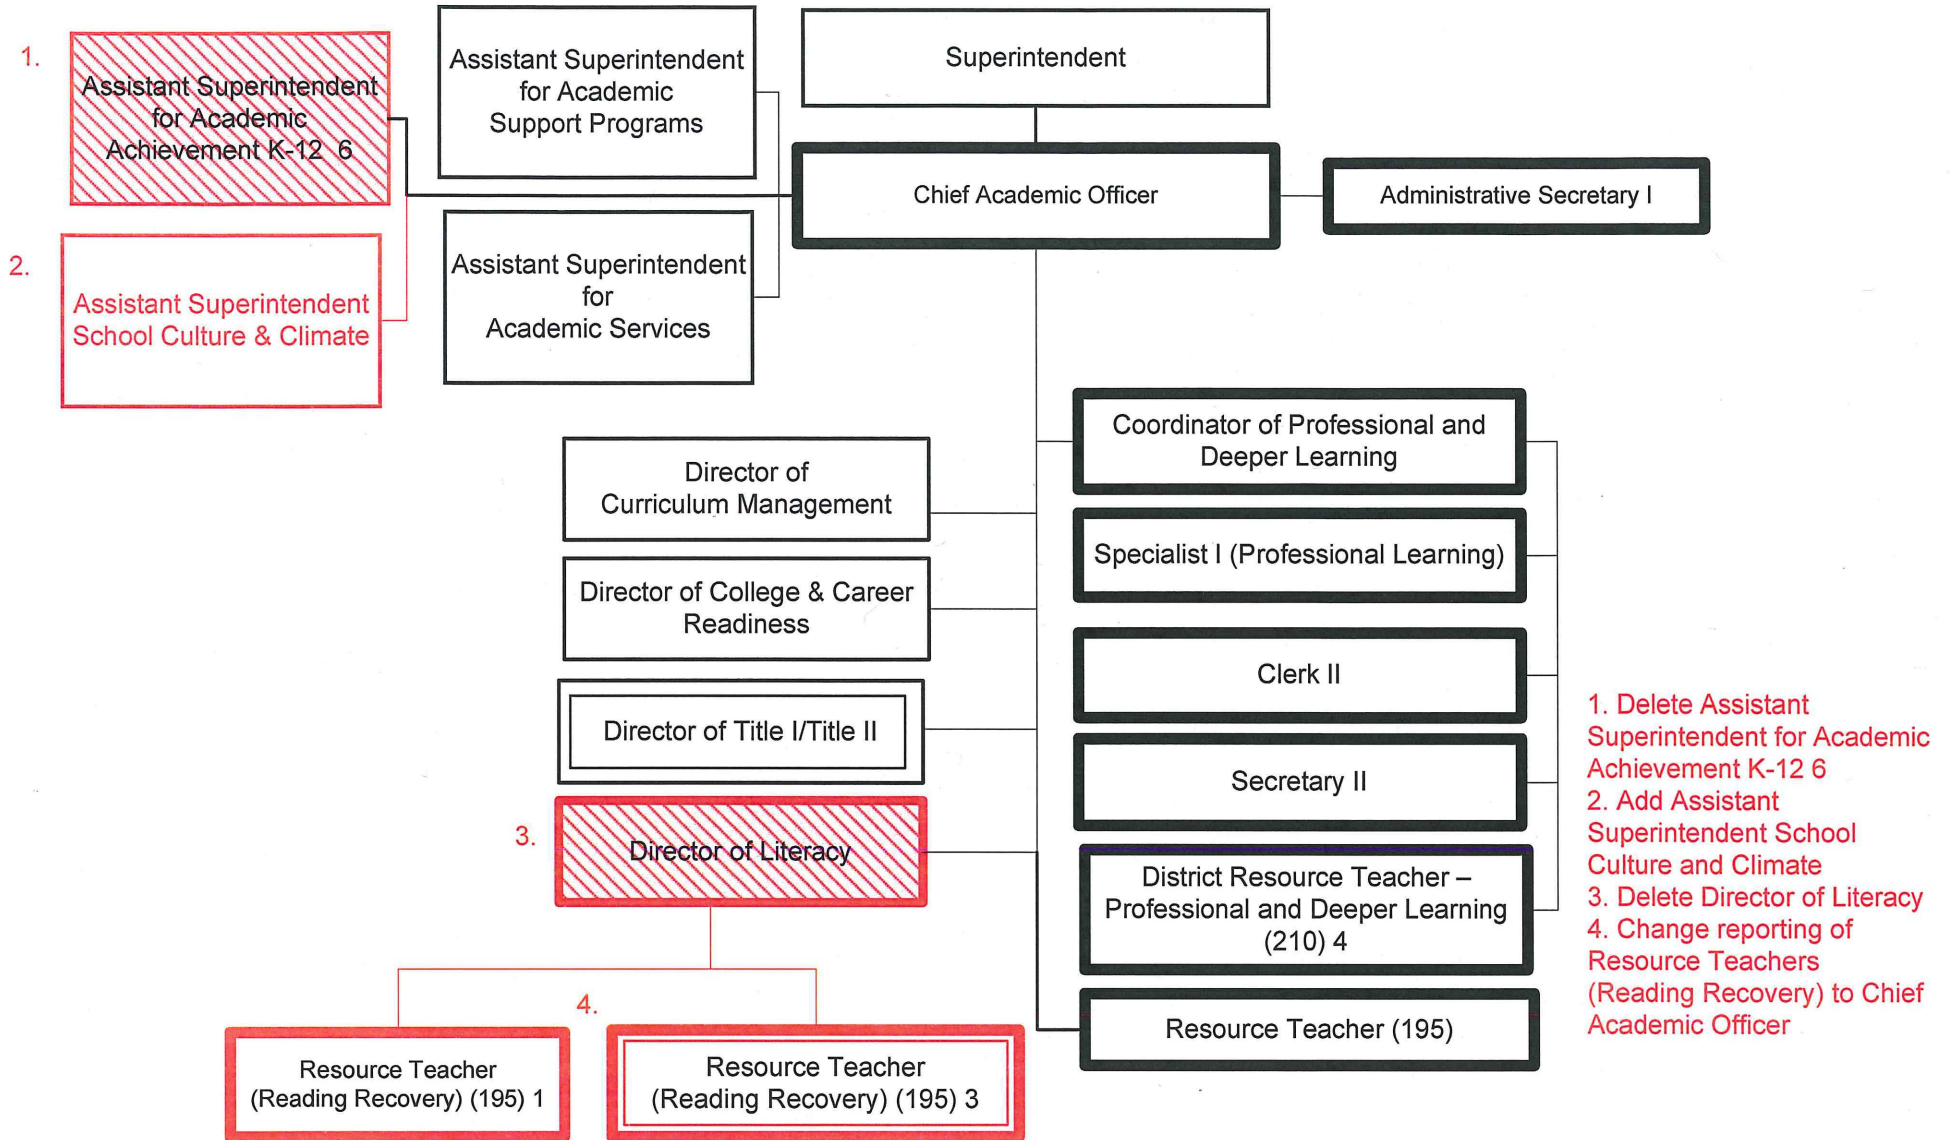 1.
Assistant Superintendent
for Academic
Achievement K-12  6
Assistant Superintendent
for Academic
Support Programs
Superintendent
Chief Academic Officer
Administrative Secretary I
2.
Assistant Superintendent
School Culture & Climate
Assistant Superintendent
for
Academic Services
Coordinator of Professional and
Deeper Learning
Director of
Curriculum Management
Specialist I (Professional Learning)
Director of College & Career
Readiness
Clerk II
Director of Title I/Title II
Secretary II
3.
Director of Literacy
District Resource Teacher –
Professional and Deeper Learning
(210) 4
1. Delete Assistant
Superintendent for Academic
Achievement K-12 6
2. Add Assistant
Superintendent School
Culture and Climate
3. Delete Director of Literacy
4. Change reporting of
Resource Teachers
(Reading Recovery) to Chief
Academic Officer
4.
Resource Teacher (195)
Resource Teacher
(Reading Recovery) (195) 1
Resource Teacher
(Reading Recovery) (195) 3